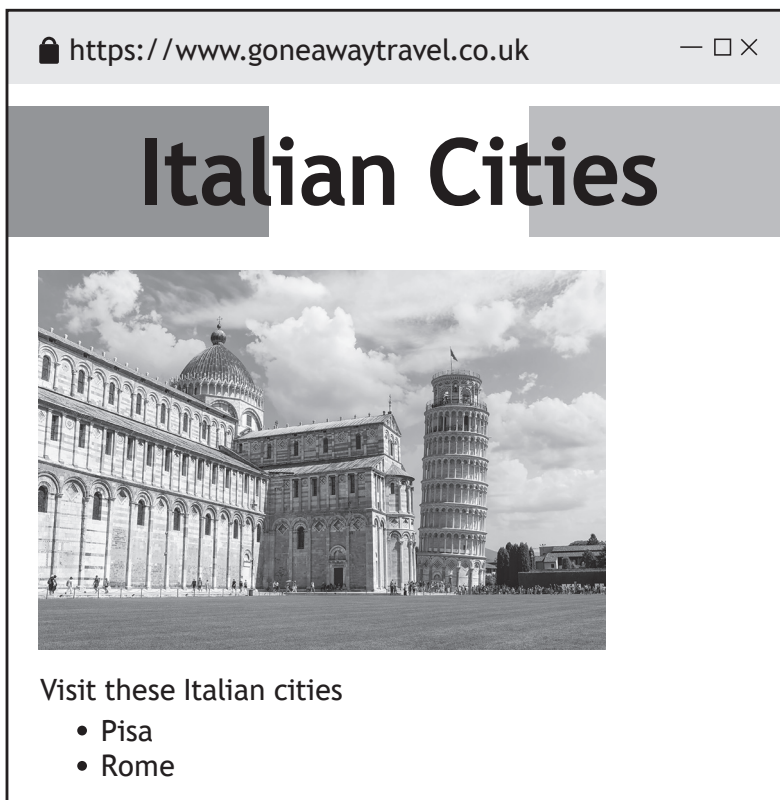 https://www.goneawaytravel.co.uk
Italian Cities
Visit these Italian cities
• Pisa
• Rome